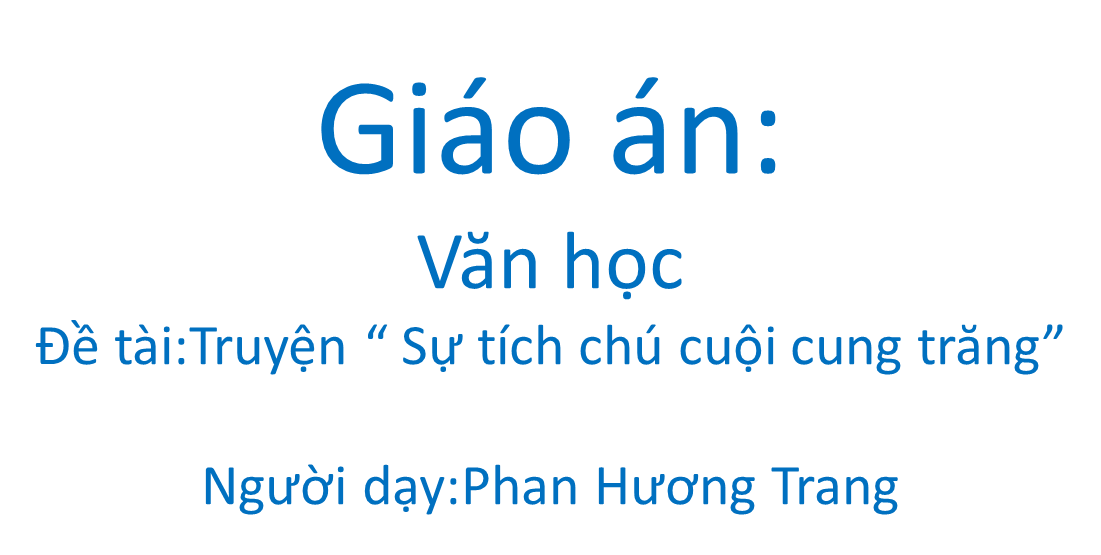 Giáo án:
Văn học
Đề tài:Truyện “ Sự tích chú cuội cung trăng”
Người dạy:Phan Hương Trang